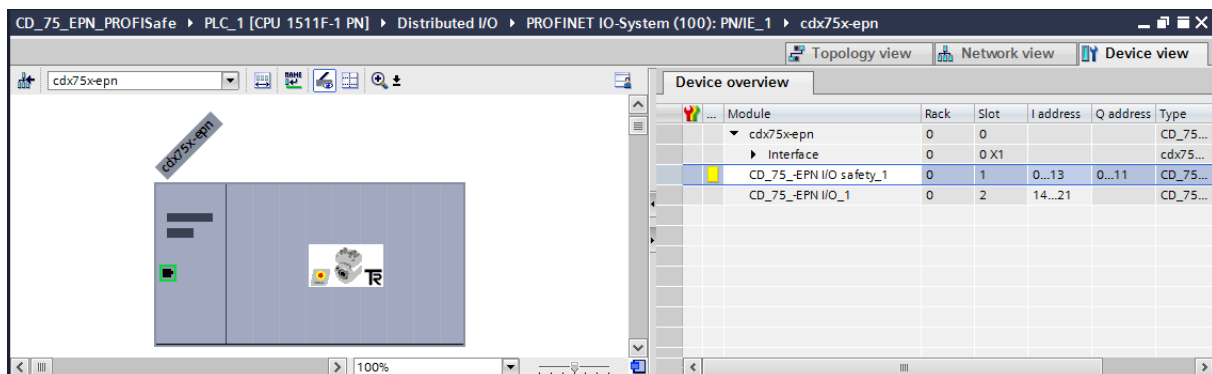 CD_75_EPN_PROFISafe ▸ PLC_1 [CPU 1511F-1 PN] ▸ Distributed I/O ▸ PROFINET IO-System (100): PN/IE_1 ▸ cdx75x-epn
Topology view Network view Device view
cdx75x-epn
Device overview
... Module Rack Slot I address Q address Type
cdx75x-epn 0 0 CD_75...
Interface 0 0 X1 cdx75...
CD_75_-EPN I/O safety_1 0 1 0...13 0...11 CD_75...
CD_75_-EPN I/O_1 0 2 14...21 CD_75...
cdx75x-epn
TR
100%